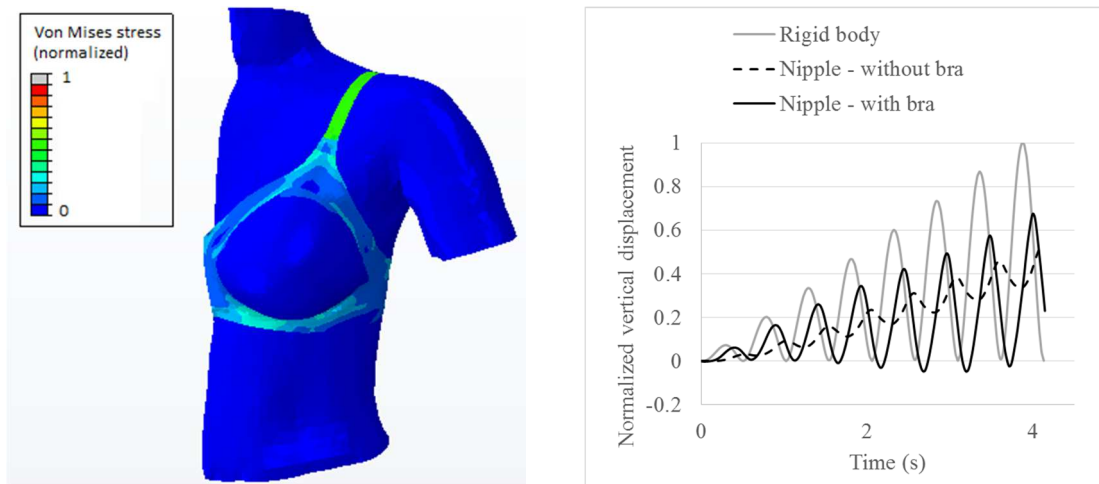 Von Mises stress
(normalized)
1
0
Rigid body
Nipple - without bra
Nipple - with bra
Normalized vertical displacement
1
0.8
0.6
0.4
0.2
0
-0.2
0
2
4
Time (s)